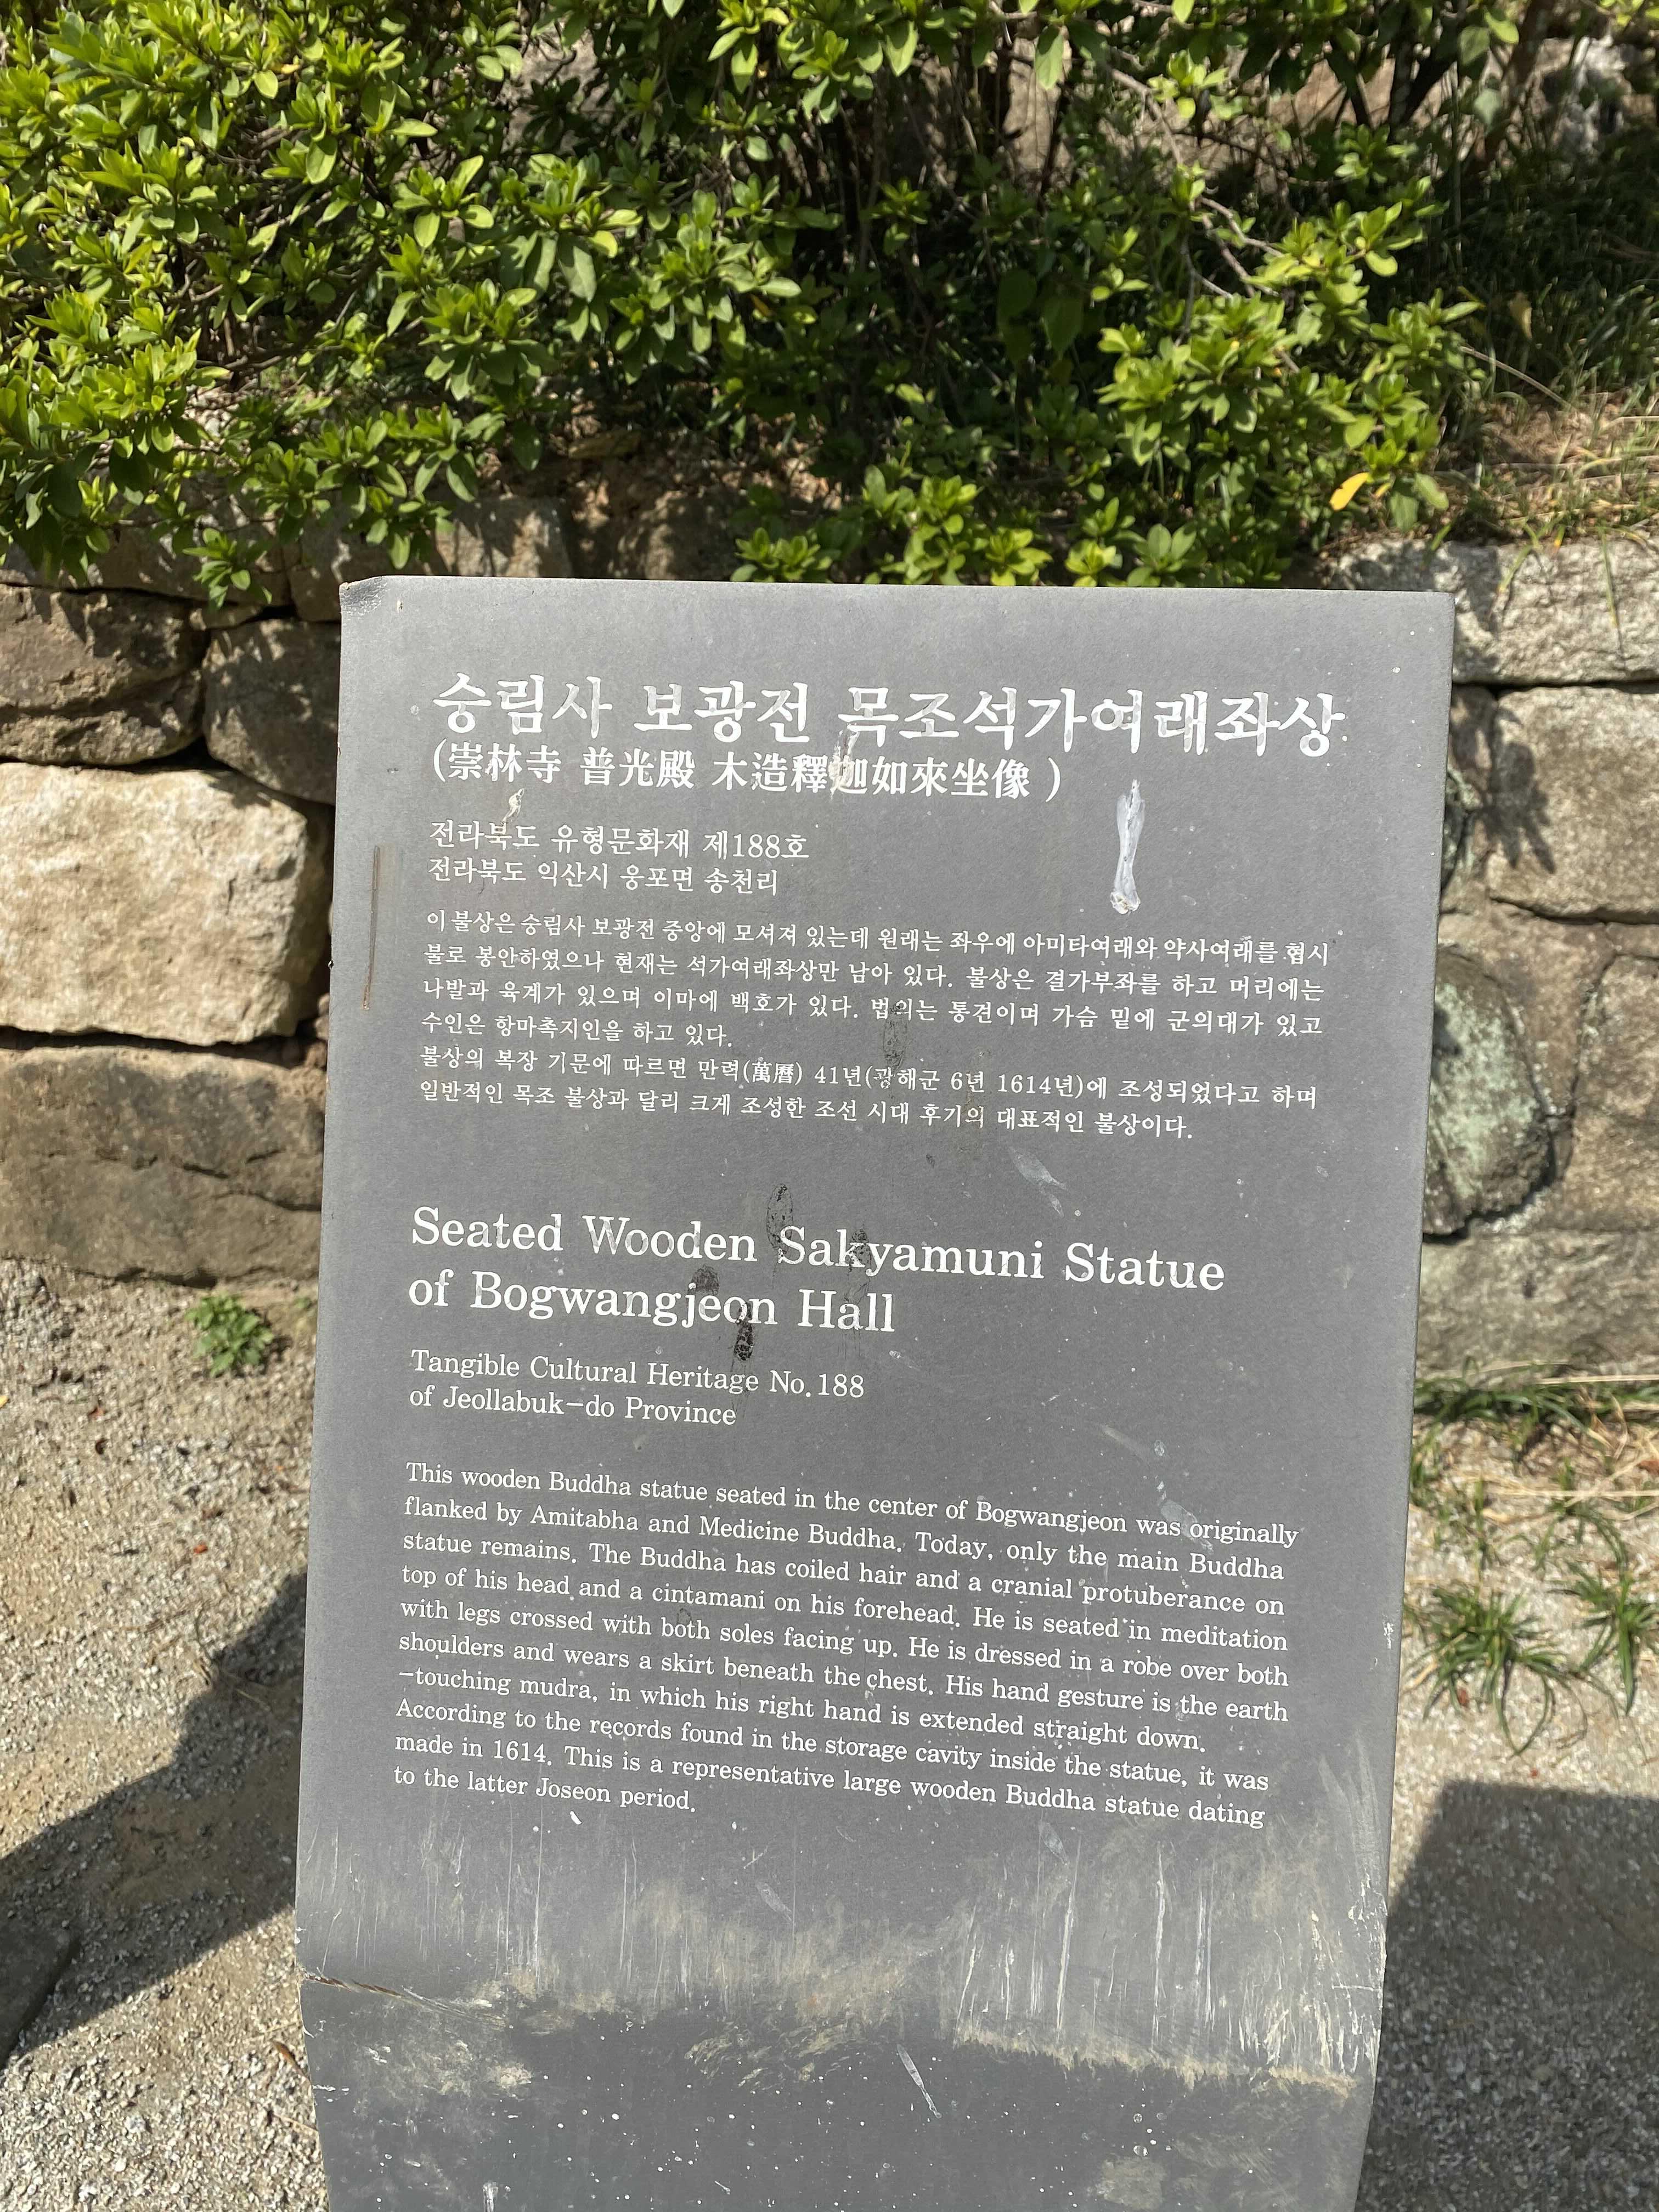 숭림사 보광전 목조석가여래좌상
(崇林寺 普光殿 木造釋迦如來坐像 )
전라북도 유형문화재 제188호
전라북도 익산시 웅포면 송천리
이 불상은 숭림사 보광전 중앙에 모셔져 있는데 원래는 좌우에 아미타여래와 약사여래를 협시
불로 봉안하였으나 현재는 석가여래좌상만 남아 있다. 불상은 결가부좌를 하고 머리에는
나발과 육계가 있으며 이마에 백호가 있다. 법의는 통견이며 가슴 밑에 군의대가 있고
수인은 항마촉지인을 하고 있다.
불상의 복장 기문에 따르면 만력(萬曆) 41년(광해군 6년 1614년)에 조성되었다고 하며
일반적인 목조 불상과 달리 크게 조성한 조선 시대 후기의 대표적인 불상이다.
Seated Wooden Sakyamuni Statue
of Bogwangjeon Hall
Tangible Cultural Heritage No.188
of Jeollabuk-do Province
This wooden Buddha statue seated in the center of Bogwangjeon was originally
flanked by Amitabha and Medicine Buddha. Today, only the main Buddha
statue remains. The Buddha has coiled hair and a cranial protuberance on
top of his head and a cintamani on his forehead. He is seated in meditation
with legs crossed with both soles facing up. He is dressed in a robe over both
shoulders and wears a skirt beneath the chest. His hand gesture is the earth
-touching mudra, in which his right hand is extended straight down.
According to the records found in the storage cavity inside the statue, it was
made in 1614. This is a representative large wooden Buddha statue dating
to the latter Joseon period.